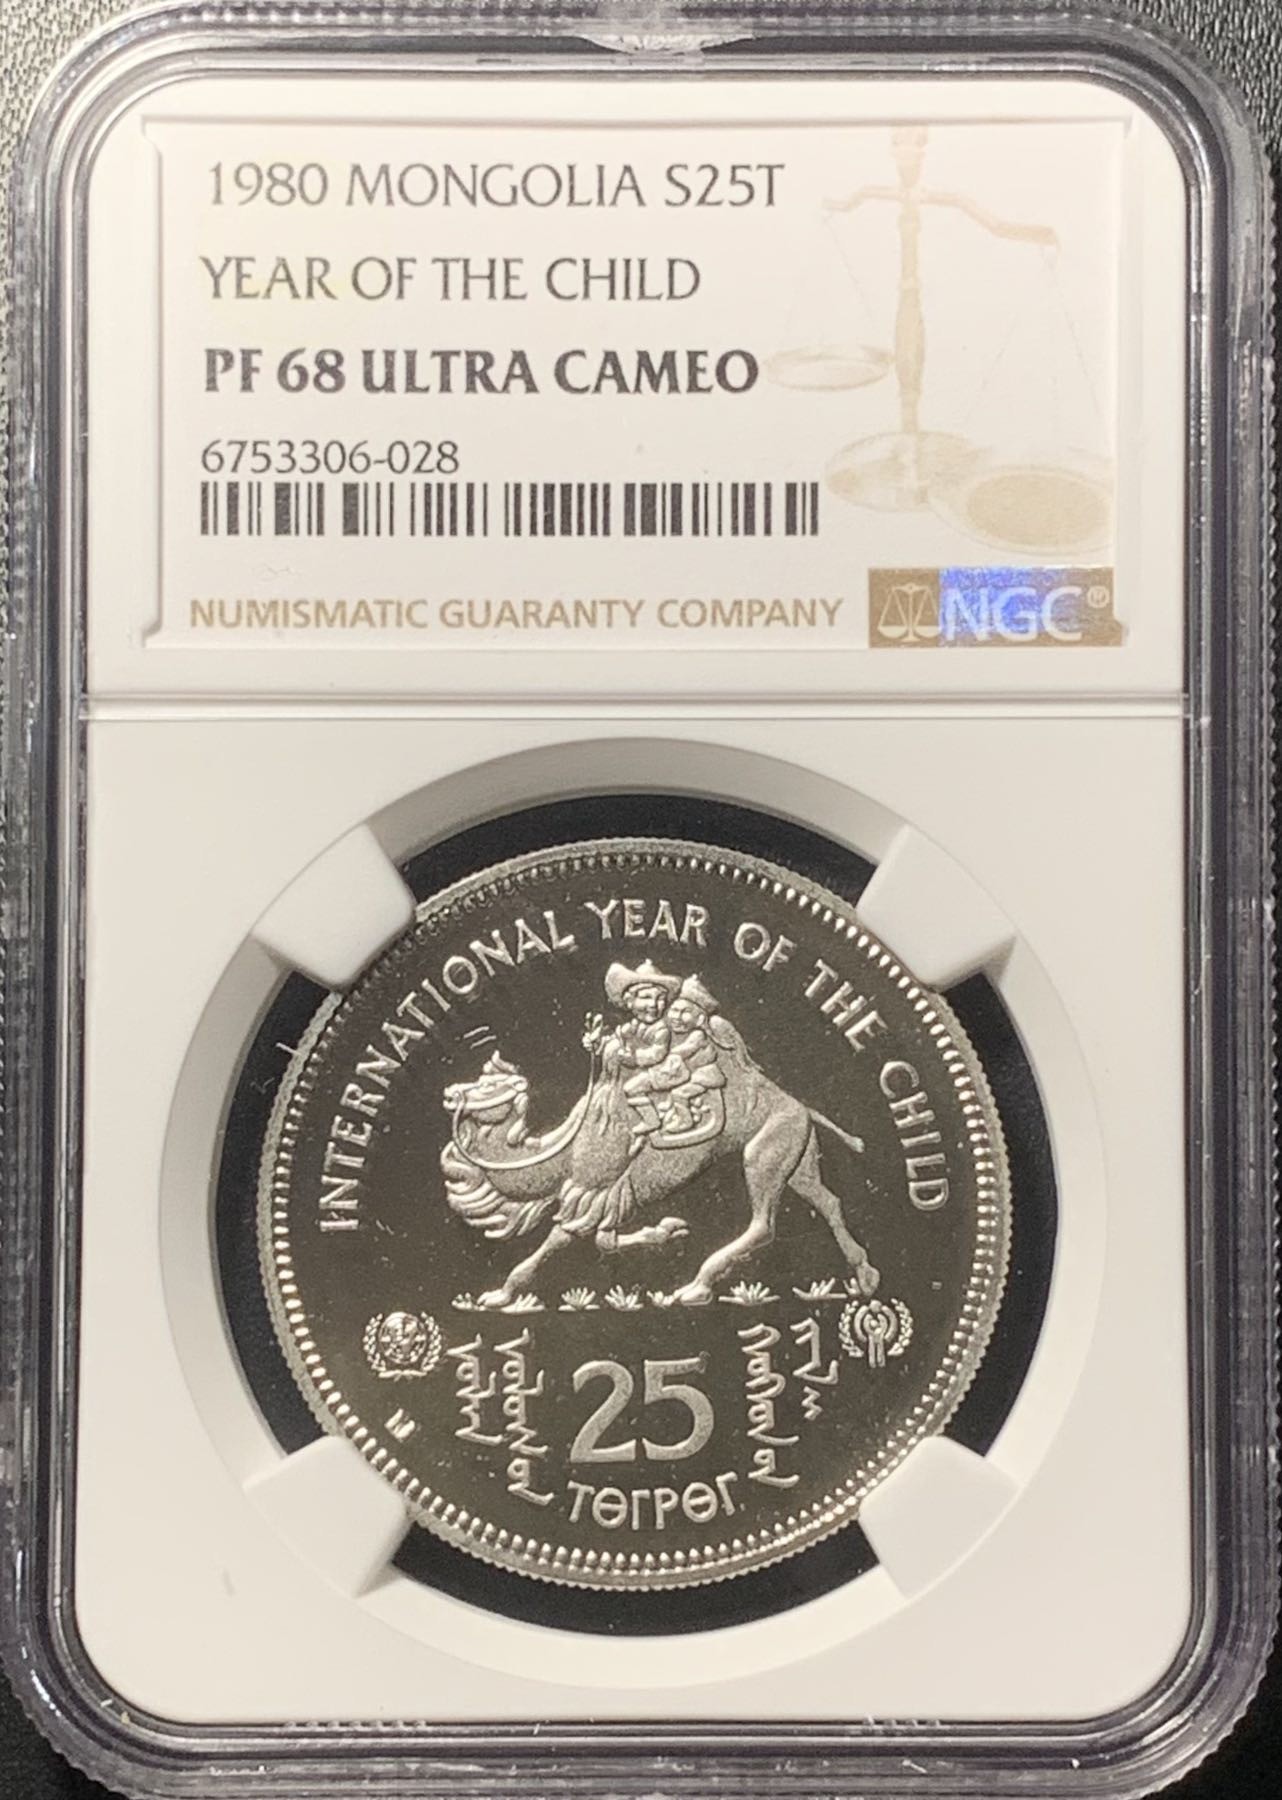 1980 MONGOLIA S25T
YEAR OF THE CHILD
PF 68 ULTRA CAMEO
6753306-028
NUMISMATIC GUARANTY COMPANY
NGC®
INTERNATIONAL YEAR OF THE CHILD
25
ТӨГРӨГ